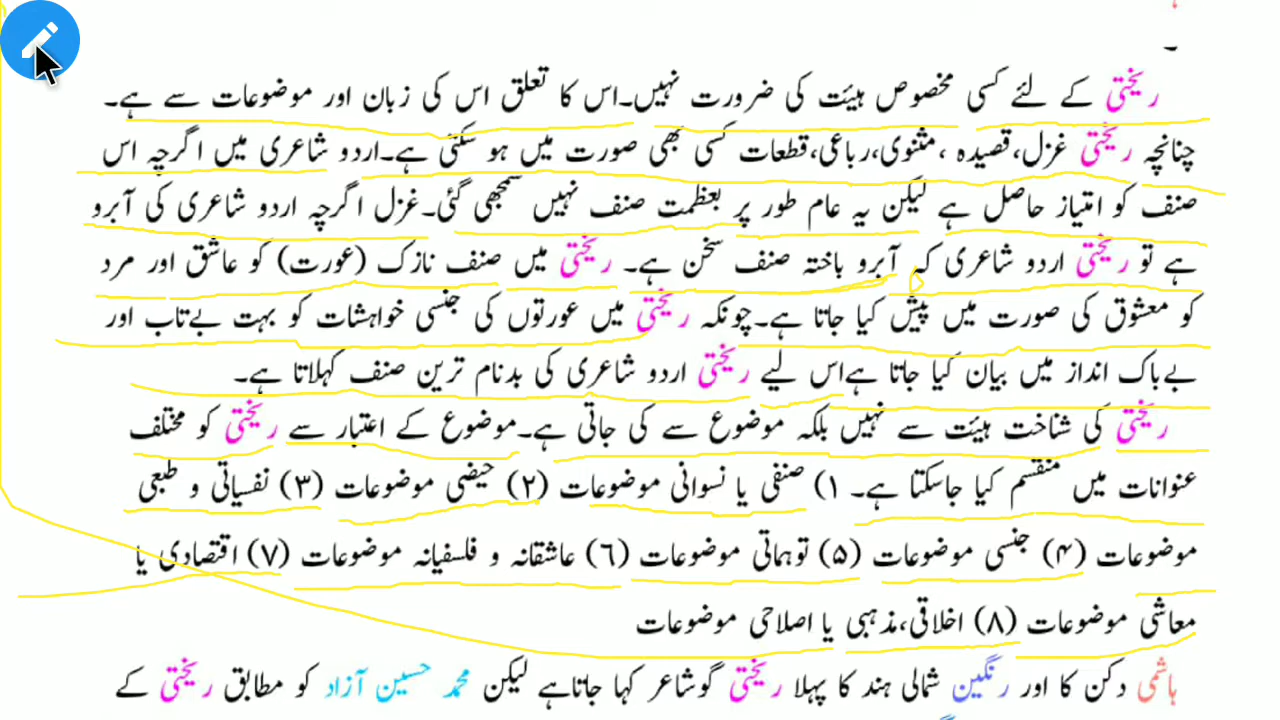 ریختی کے لئے کسی مخصوص ہیئت کی ضرورت نہیں۔اس کا تعلق اس کی زبان اور موضوعات سے ہے۔
چنانچہ ریختی غزل،قصیدہ ،مثنوی،رباعی،قطعات کسی بھی صورت میں ہو سکتی ہے۔اردو شاعری میں اگرچہ اس
صنف کو امتیاز حاصل ہے لیکن یہ عام طور پر بعظمت صنف نہیں سمجھی گئی۔غزل اگرچہ اردو شاعری کی آبرو
ہے تو ریختی اردو شاعری کہ آبرو باختہ صنف سخن ہے۔ ریختی میں صنف نازک (عورت) کو عاشق اور مرد
کو معشوق کی صورت میں پیش کیا جاتا ہے۔چونکہ ریختی میں عورتوں کی جنسی خواہشات کو بہت بےتاب اور
بےباک انداز میں بیان کیا جاتا ہےاس لیے ریختی اردو شاعری کی بدنام ترین صنف کہلاتا ہے۔
ریختی کی شناخت ہیئت سے نہیں بلکہ موضوع سے کی جاتی ہے۔موضوع کے اعتبار سے ریختی کو مختلف
عنوانات میں منقسم کیا جاسکتا ہے۔ ۱) صنفی یا نسوانی موضوعات (۲) حیضی موضوعات (۳) نفسیاتی و طبعی
موضوعات (۴) جنسی موضوعات (۵) توہماتی موضوعات (۶) عاشقانہ و فلسفیانہ موضوعات (۷) اقتصادی یا
معاشی موضوعات (۸) اخلاقی،مذہبی یا اصلاحی موضوعات
ہاشمی دکن کا اور رنگین شمالی ہند کا پہلا ریختی گوشاعر کہا جاتاہے لیکن محمد حسین آزاد کو مطابق ریختی کے